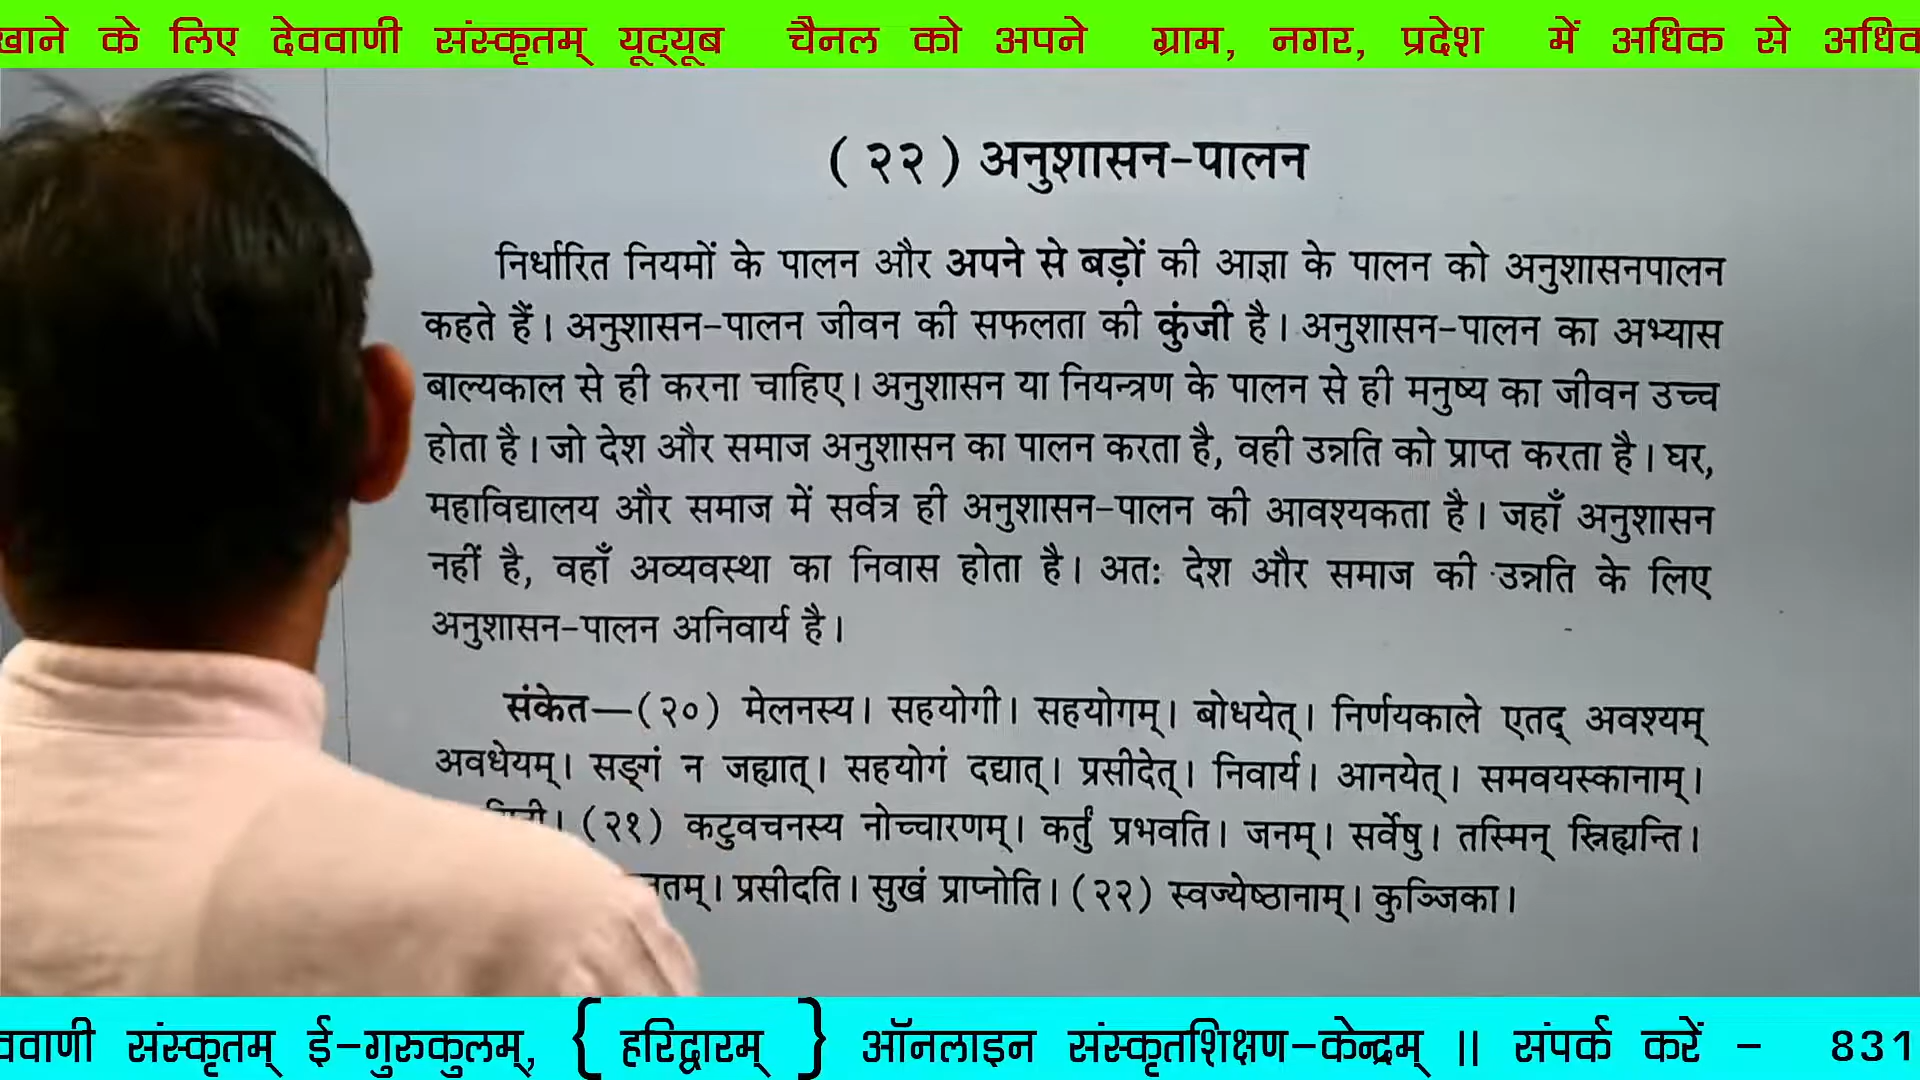 के लिए देववाणी संस्कृतम् यूट्यूब चैनल को अपने ग्राम, नगर, प्रदेश में अधिक से
( २२ ) अनुशासन-पालन
निर्धारित नियमों के पालन और अपने से बड़ों की आज्ञा के पालन को अनुशासनपालन
कहते हैं। अनुशासन-पालन जीवन की सफलता की कुंजी है। अनुशासन-पालन का अभ्यास
बाल्यकाल से ही करना चाहिए। अनुशासन या नियन्त्रण के पालन से ही मनुष्य का जीवन उच्च
होता है। जो देश और समाज अनुशासन का पालन करता है, वही उन्नति को प्राप्त करता है। घर,
महाविद्यालय और समाज में सर्वत्र ही अनुशासन-पालन की आवश्यकता है। जहाँ अनुशासन
नहीं है, वहाँ अव्यवस्था का निवास होता है। अतः देश और समाज की उन्नति के लिए
अनुशासन-पालन अनिवार्य है।
संकेत—(२०) मेलनस्य। सहयोगी। सहयोगम्। बोधयेत्। निर्णयकाले एतद् अवश्यम्
अवधेयम्। सङ्गं न जह्यात्। सहयोगं दद्यात्। प्रसीदेत्। निवार्य। आनयेत्। समवयस्कानाम्।
(२१) कटुवचनस्य नोच्चारणम्। कर्तुं प्रभवति। जनम्। सर्वेषु। तस्मिन् स्निह्यन्ति।
प्रसीदति। सुखं प्राप्नोति। (२२) स्वज्येष्ठानाम्। कुञ्जिका।
संस्कृतम् ई-गुरुकुलम्, { हरिद्वारम् } ऑनलाइन संस्कृतशिक्षण-केन्द्रम् || संपर्क करें - 831